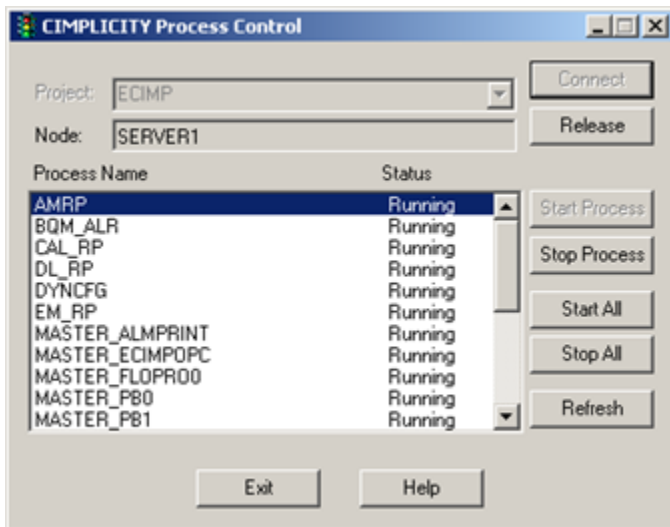 CIMPLICITY Process Control
Project: ECIMP
Connect
Node: SERVER1
Release
Process Name Status
AMRP Running
Start Process
BQM_ALR Running
CAL_RP Running
DL_RP Running
Stop Process
DYNCFG Running
EM_RP Running
Start All
MASTER_ALMPRINT Running
MASTER_ECIMPOPC Running
Stop All
MASTER_FLOPRO0 Running
MASTER_PB0 Running
Refresh
MASTER_PB1 Running
Exit Help